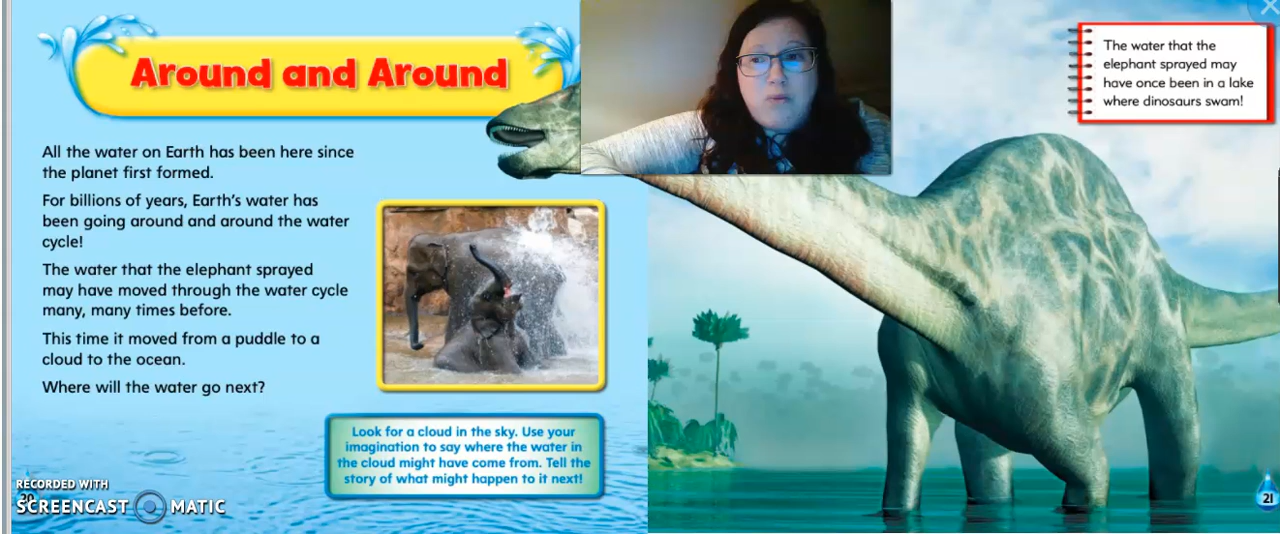 Around and Around
All the water on Earth has been here since
the planet first formed.
For billions of years, Earth's water has
been going around and around the water
cycle!
The water that the elephant sprayed
may have moved through the water cycle
many, many times before.
This time it moved from a puddle to a
cloud to the ocean.
Where will the water go next?
Look for a cloud in the sky. Use your
imagination to say where the water in
the cloud might have come from. Tell the
story of what might happen to it next!
RECORDED WITH
SCREENCAST MATIC
20
The water that the
elephant sprayed may
have once been in a lake
where dinosaurs swam!
21